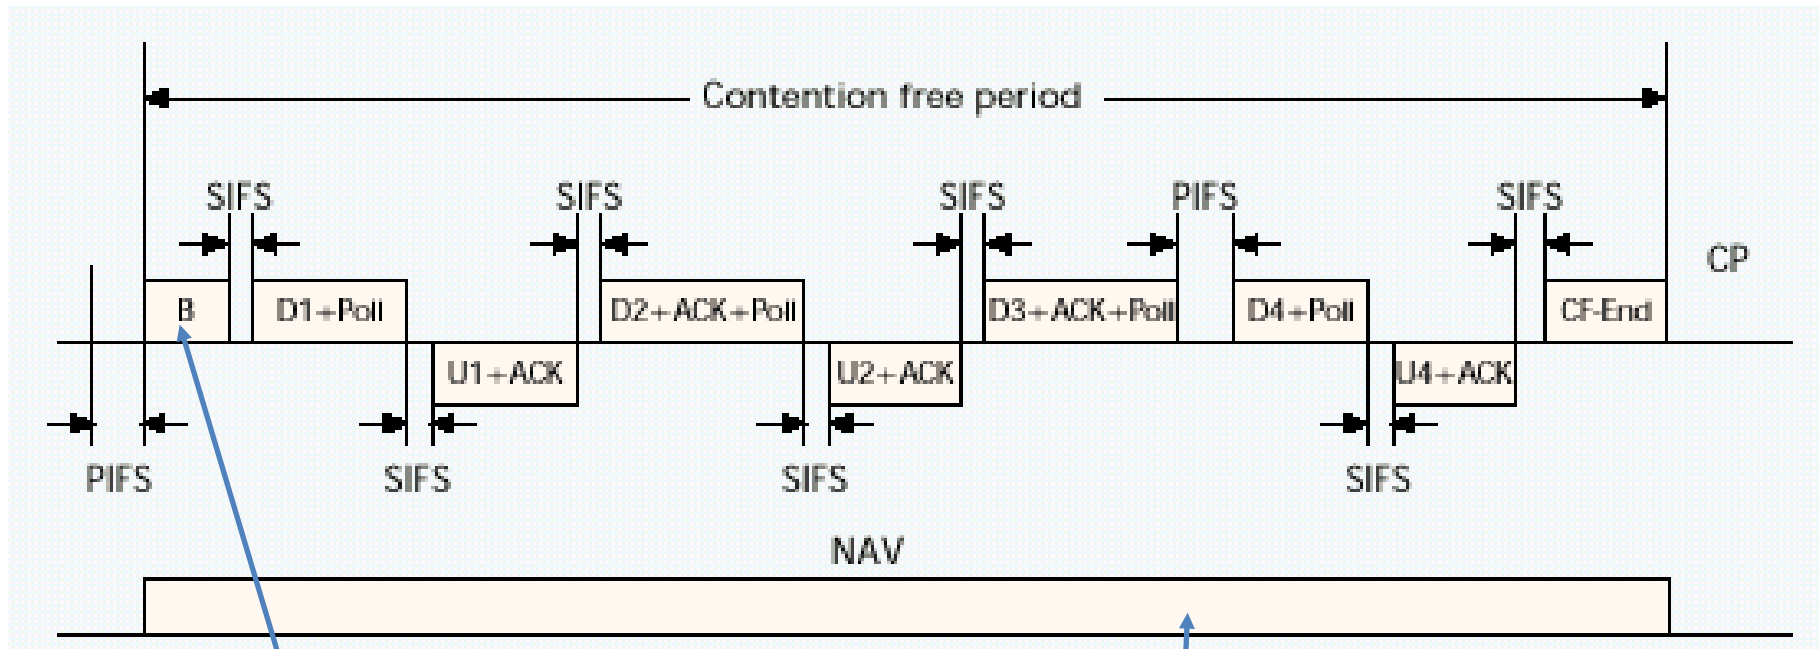 Contention free period
SIFS SIFS SIFS PIFS SIFS
CP
B D1+Poll D2+ACK+Poll D3+ACK+Poll D4+Poll CF-End
U1+ACK U2+ACK U4+ACK
PIFS SIFS SIFS SIFS
NAV